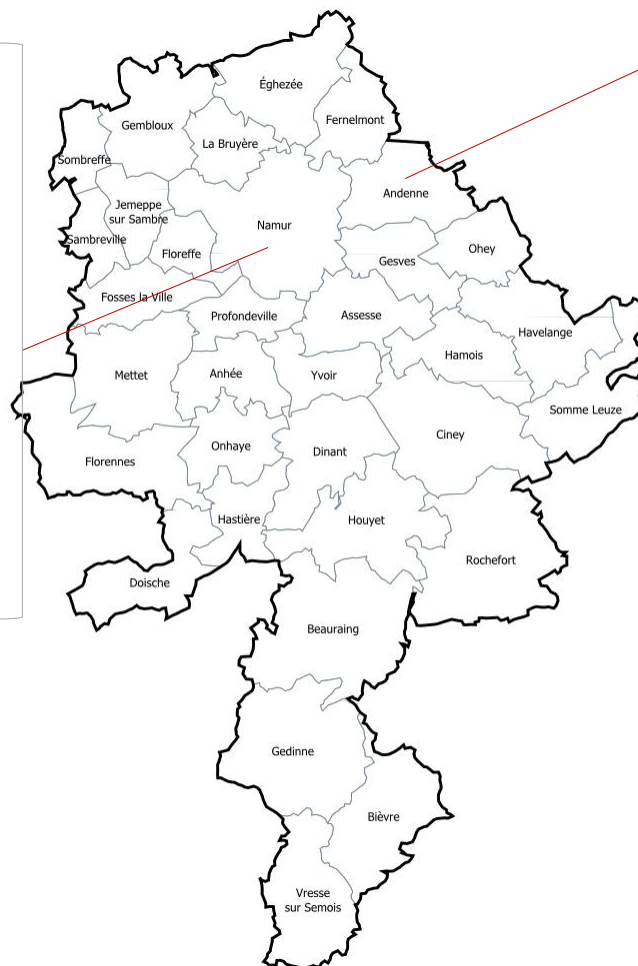 Éghezée
Fernelmont
Gembloux
La Bruyère
Sombreffe
Andenne
Jemeppe
sur Sambre
Namur
Sambreville
Floreffe
Ohey
Gesves
Fosses la Ville
Profondeville
Assesse
Havelange
Hamois
Mettet
Anhée
Yvoir
Somme Leuze
Ciney
Onhaye
Dinant
Florennes
Hastière
Houyet
Rochefort
Doische
Beauraing
Gedinne
Bièvre
Vresse
sur Semois